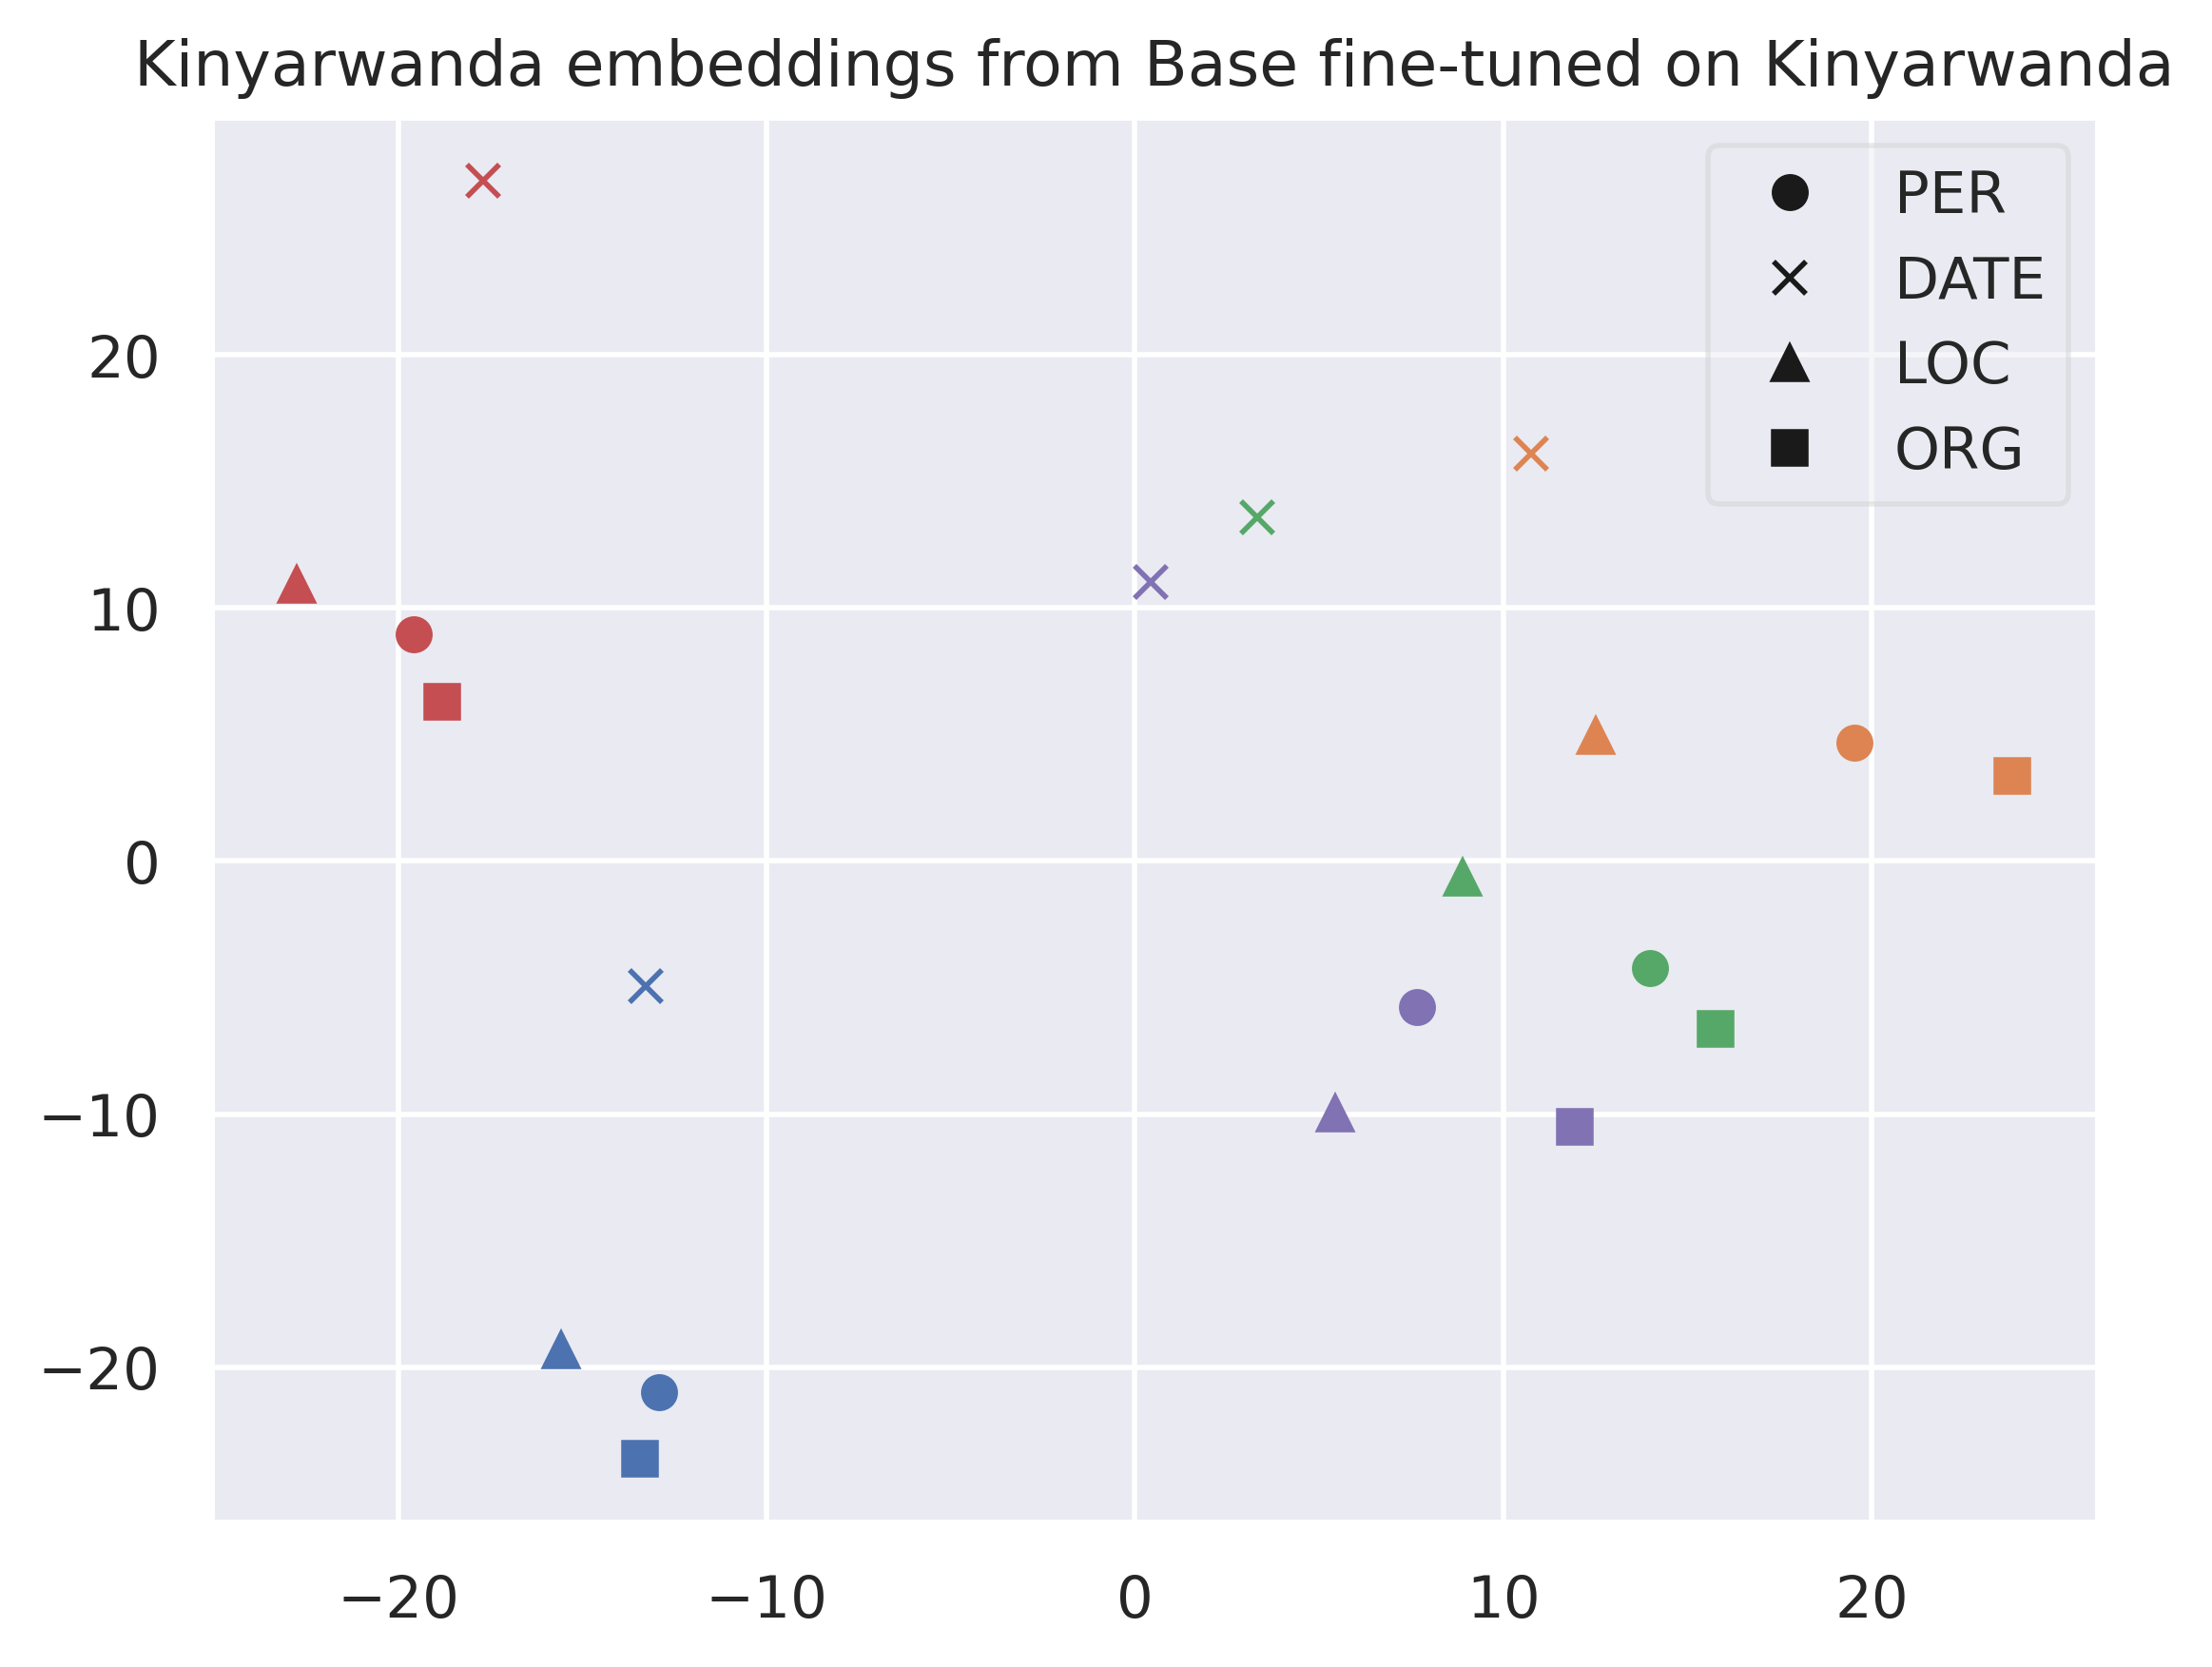 Kinyarwanda embeddings from Base fine-tuned on Kinyarwanda
PER
DATE
LOC
ORG
20
10
0
−10
−20
−20 −10 0 10 20